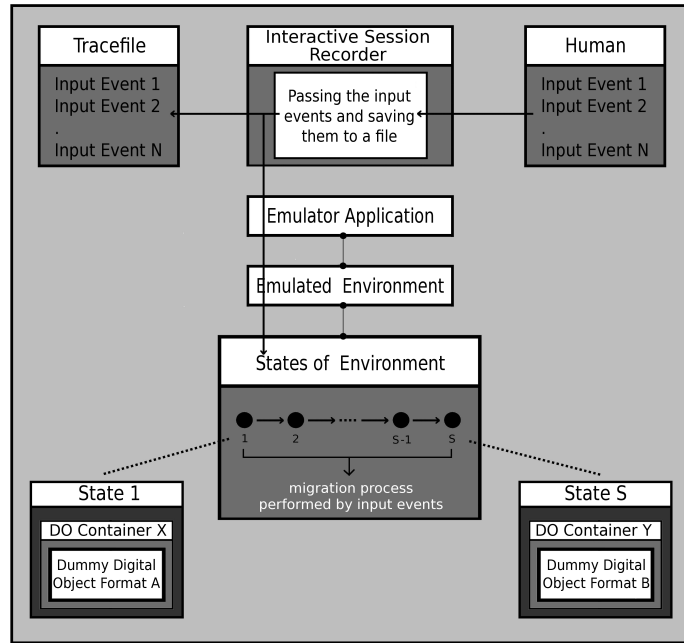 Tracefile
Input Event 1
Input Event 2
.
Input Event N
Interactive Session
Recorder
Passing the input
events and saving
them to a file
Human
Input Event 1
Input Event 2
.
Input Event N
Emulator Application
Emulated Environment
States of Environment
1 2 S-1 S
migration process
performed by input events
State 1
DO Container X
Dummy Digital
Object Format A
State S
DO Container Y
Dummy Digital
Object Format B